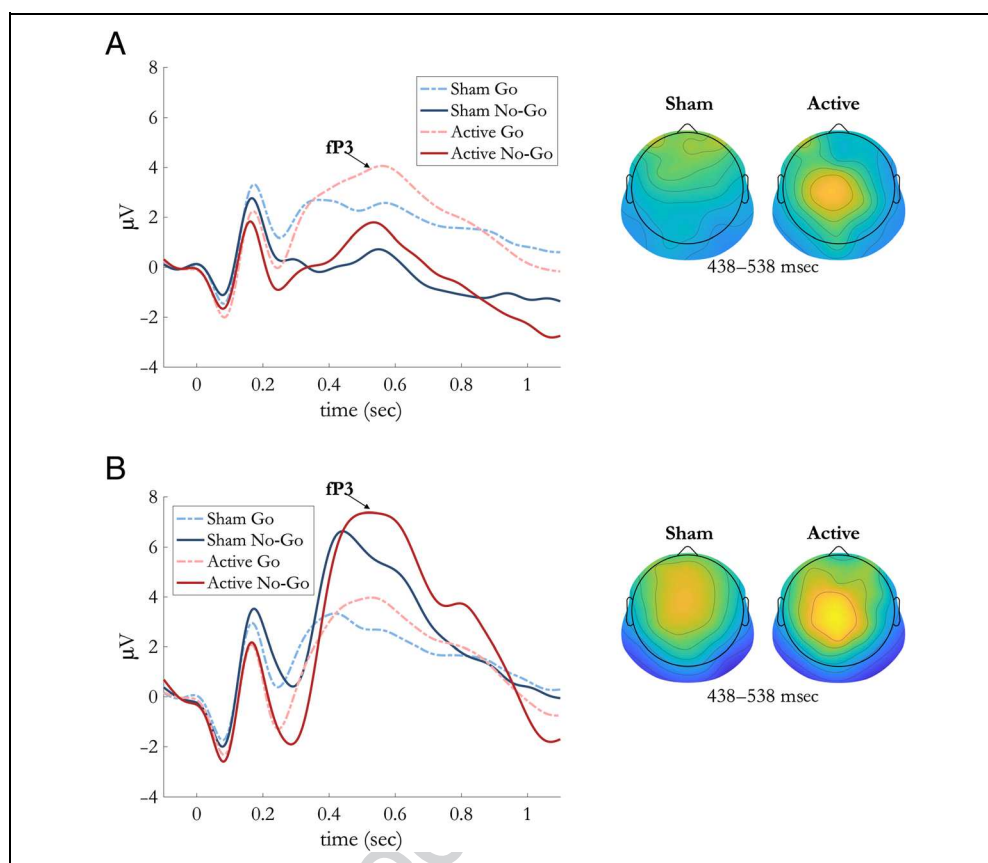 A
8
6
4
2
0
−2
−4
μV
0 0.2 0.4 0.6 0.8 1
time (sec)
fP3
Sham Go
Sham No-Go
Active Go
Active No-Go
Sham Active
438–538 msec
B
8
6
4
2
0
−2
−4
μV
0 0.2 0.4 0.6 0.8 1
time (sec)
fP3
Sham Go
Sham No-Go
Active Go
Active No-Go
Sham Active
438–538 msec